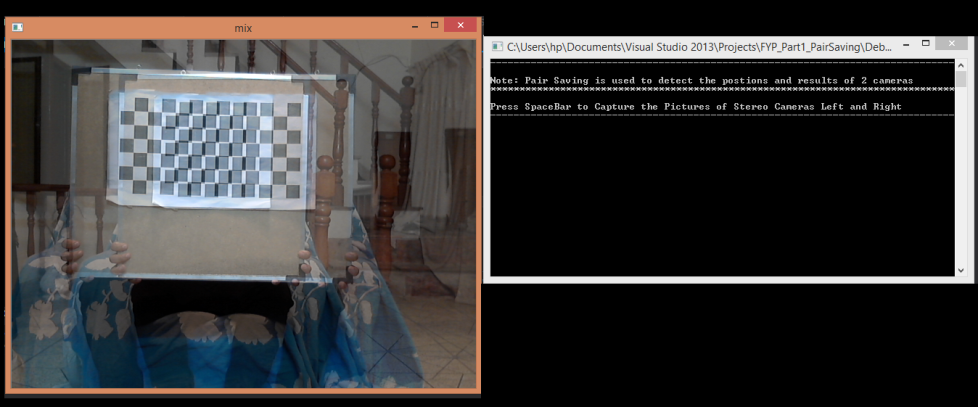 mix
C:\Users\hp\Documents\Visual Studio 2013\Projects\FYP_Part1_PairSaving\Deb...
Note: Pair Saving is used to detect the postions and results of 2 cameras
Press SpaceBar to Capture the Pictures of Stereo Cameras Left and Right